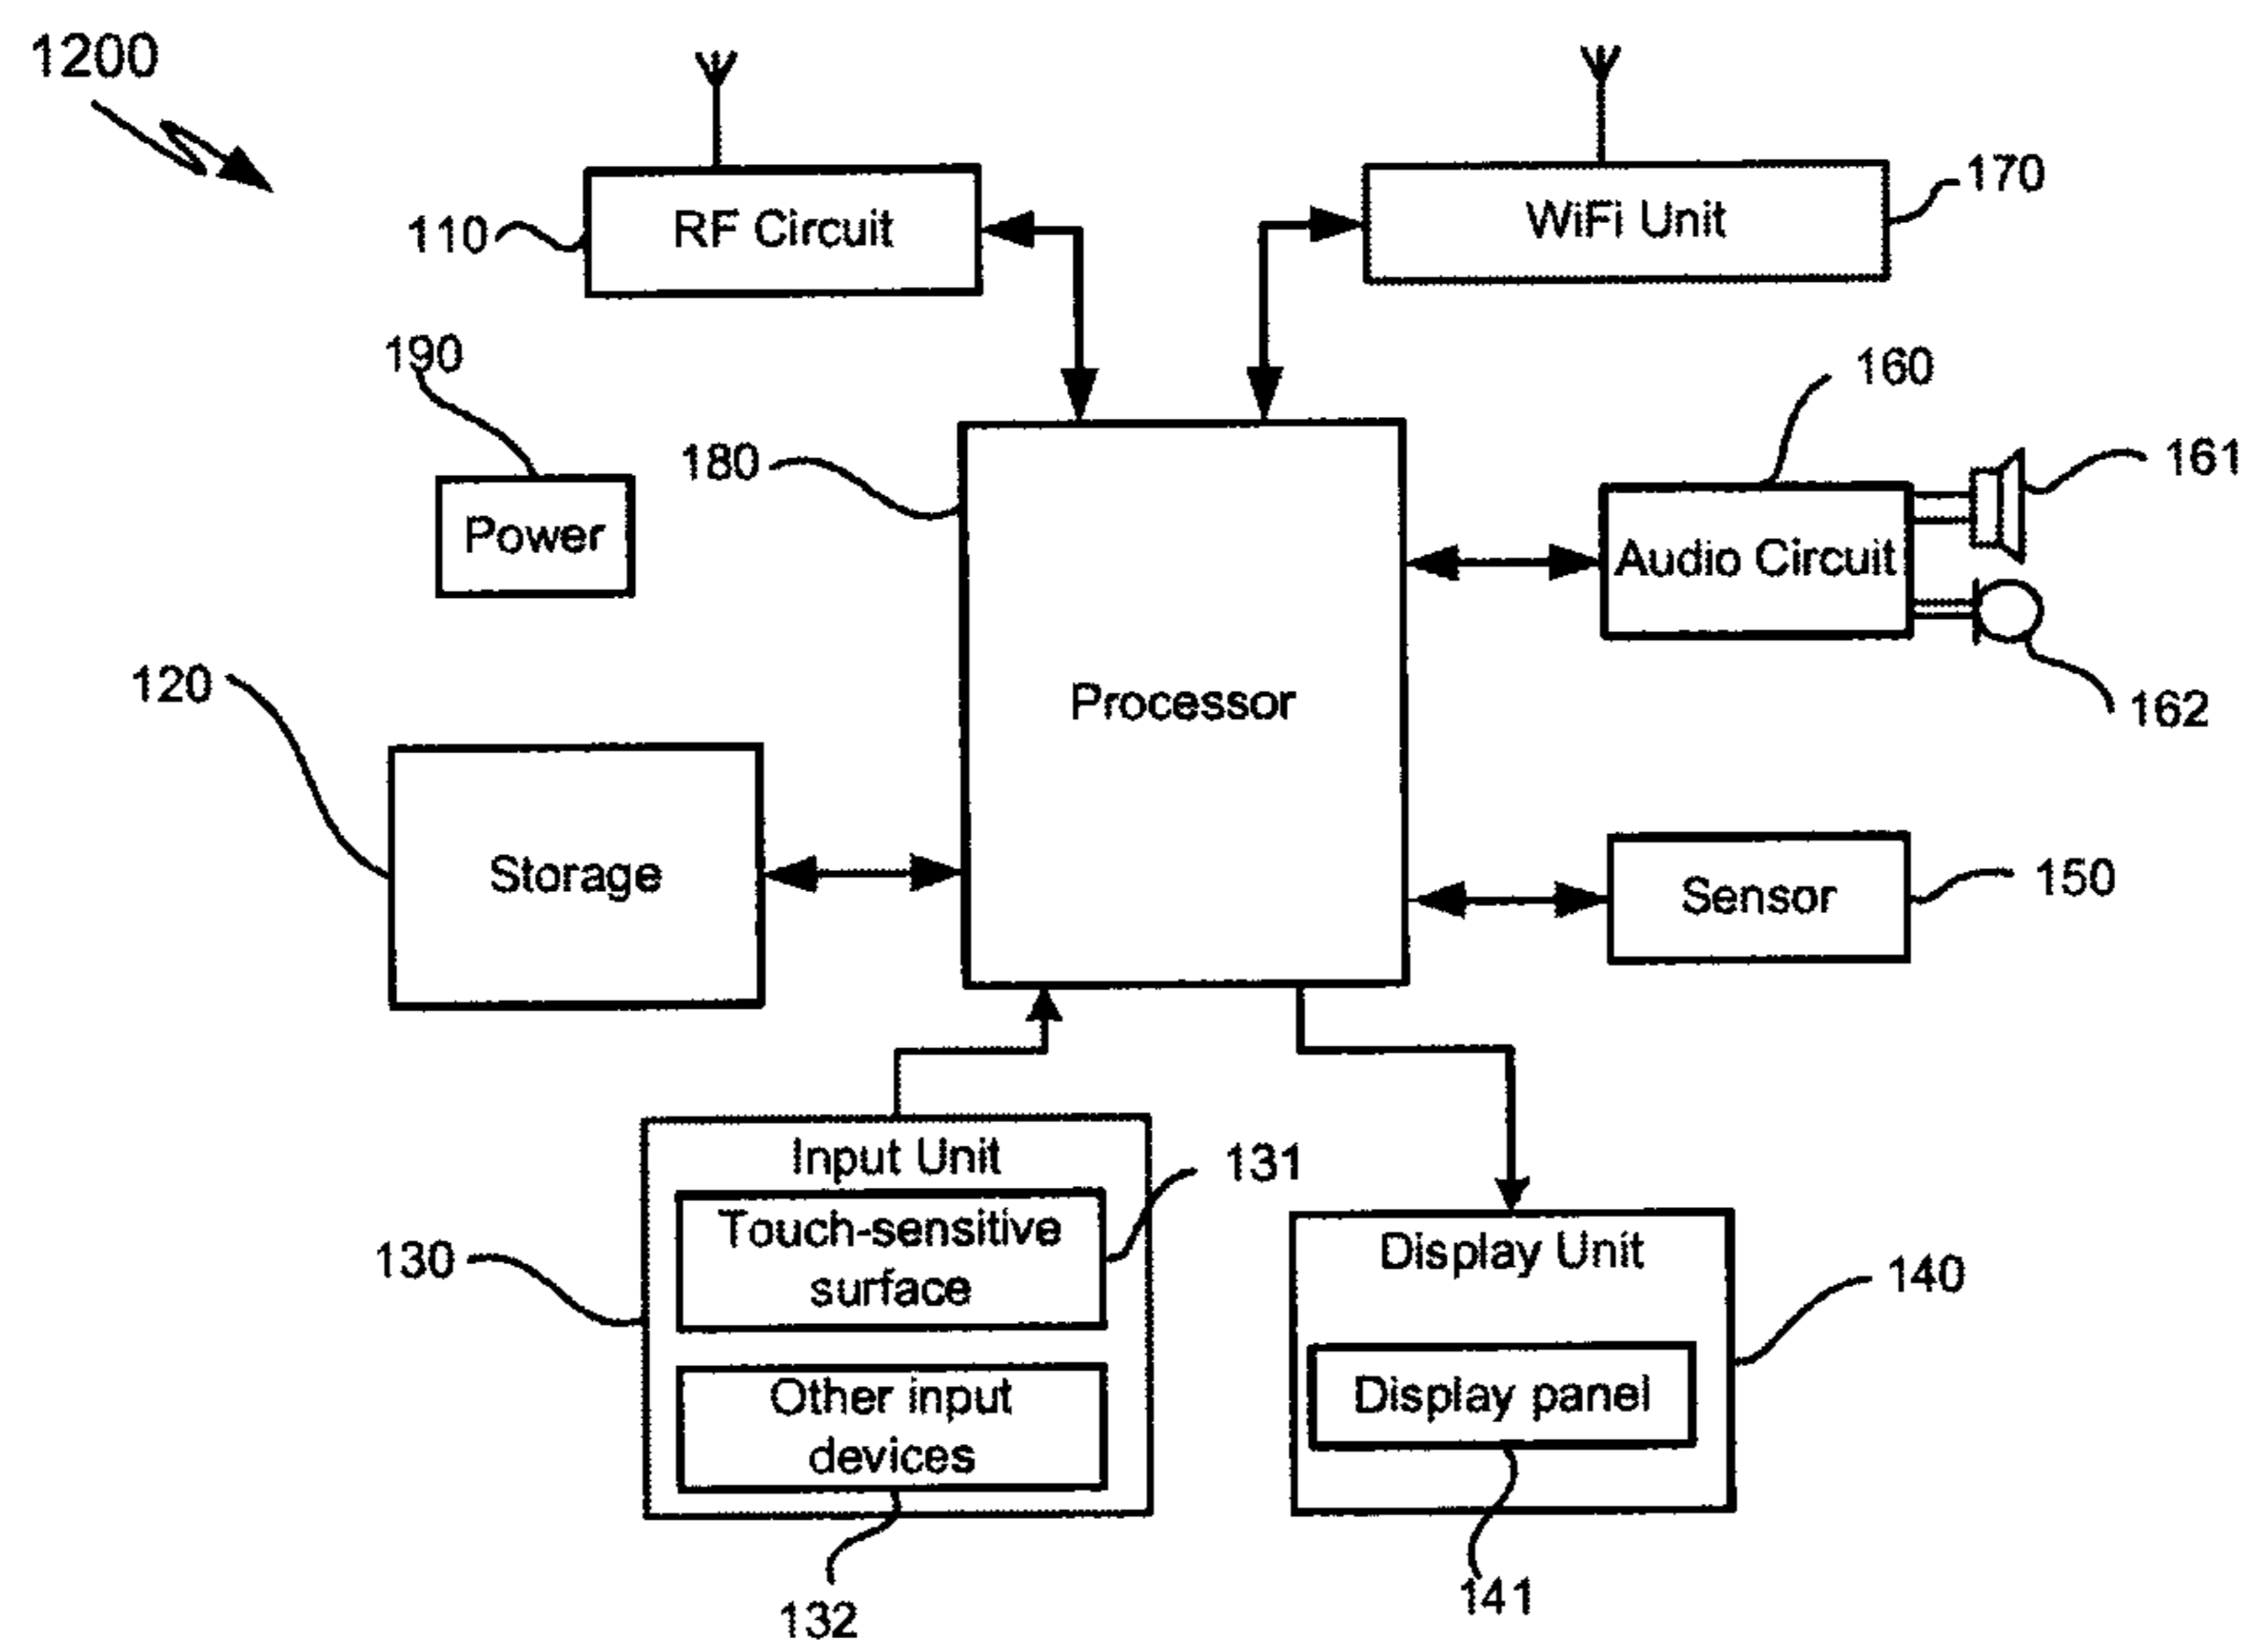 1200
110
RF Circuit
WiFi Unit
170
190
Power
180
Processor
160
Audio Circuit
161
162
120
Storage
Sensor
150
Input Unit
131
Touch-sensitive
surface
130
Other input
devices
132
Display Unit
140
Display panel
141